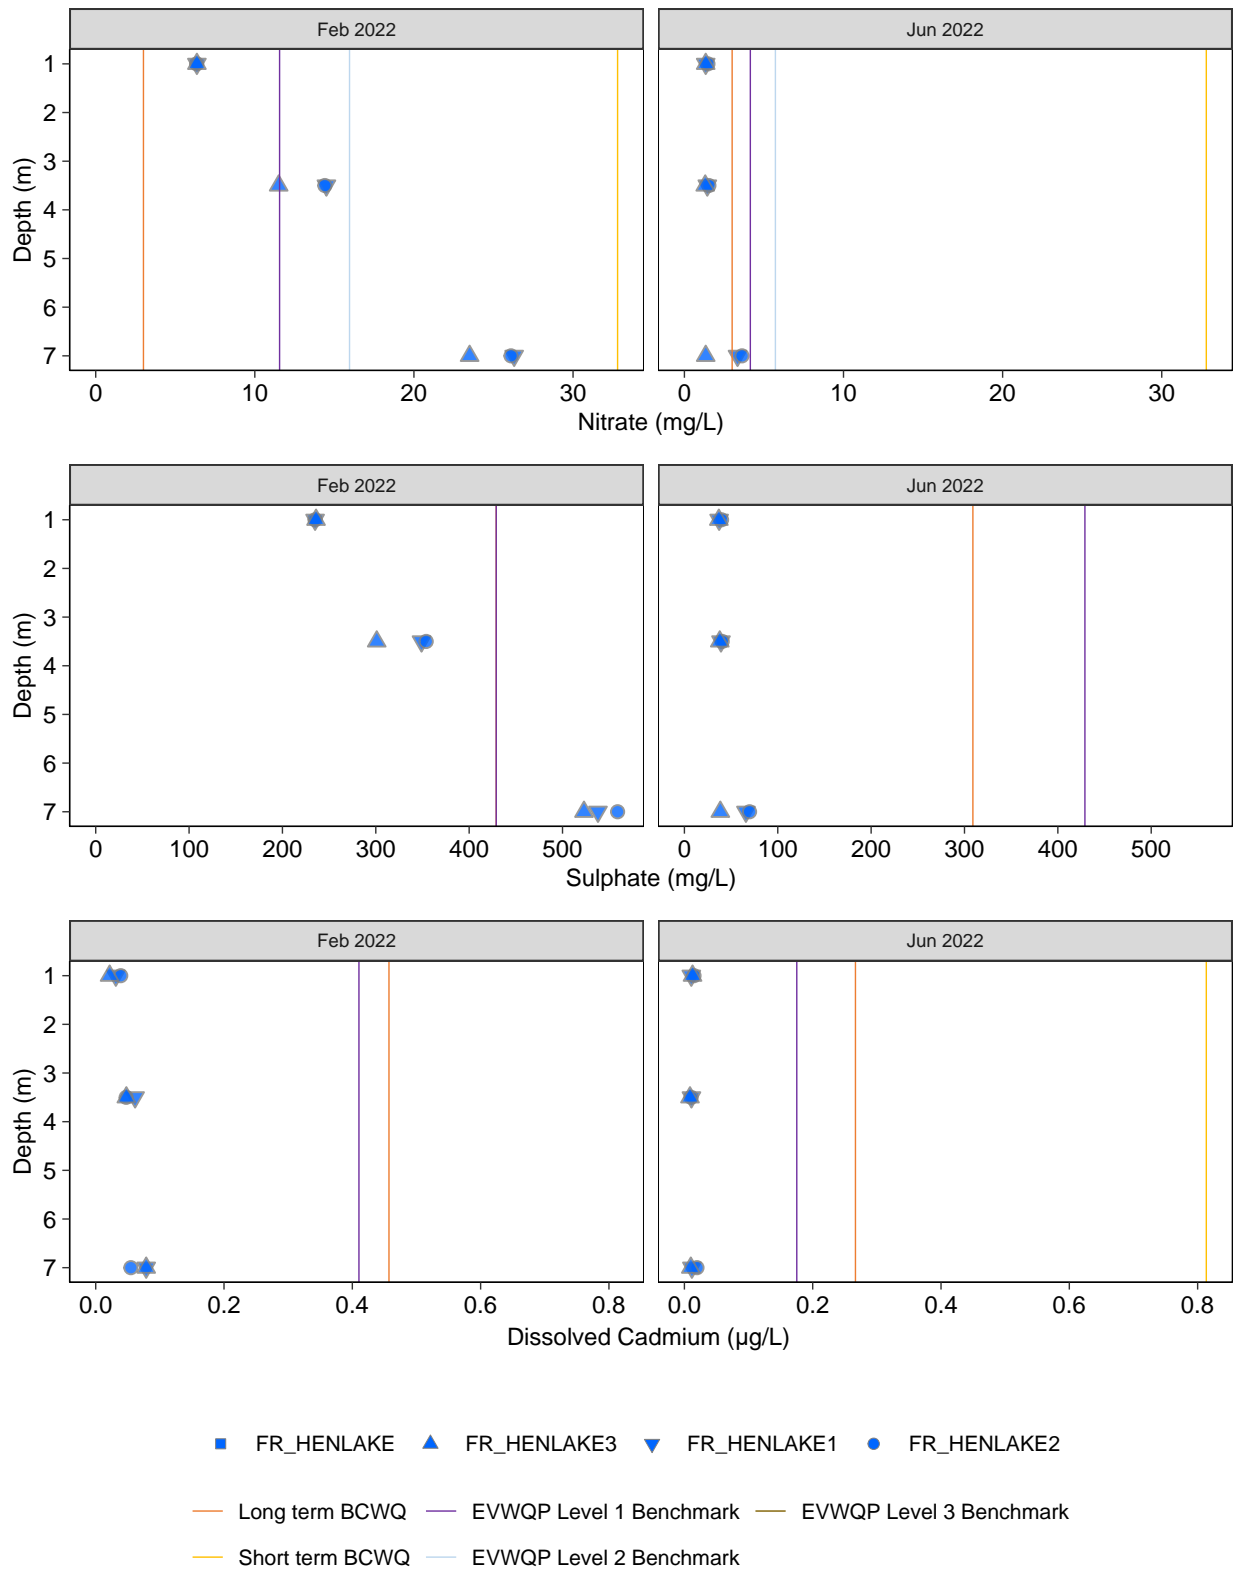 Feb 2022
Jun 2022
Depth (m)
1
2
3
4
5
6
7
0 10 20 30
0 10 20 30
Nitrate (mg/L)
Feb 2022
Jun 2022
Depth (m)
1
2
3
4
5
6
7
0 100 200 300 400 500
0 100 200 300 400 500
Sulphate (mg/L)
Feb 2022
Jun 2022
Depth (m)
1
2
3
4
5
6
7
0.0 0.2 0.4 0.6 0.8
0.0 0.2 0.4 0.6 0.8
Dissolved Cadmium (µg/L)
FR_HENLAKE FR_HENLAKE3 FR_HENLAKE1 FR_HENLAKE2
Long term BCWQ EVWQP Level 1 Benchmark EVWQP Level 3 Benchmark
Short term BCWQ EVWQP Level 2 Benchmark